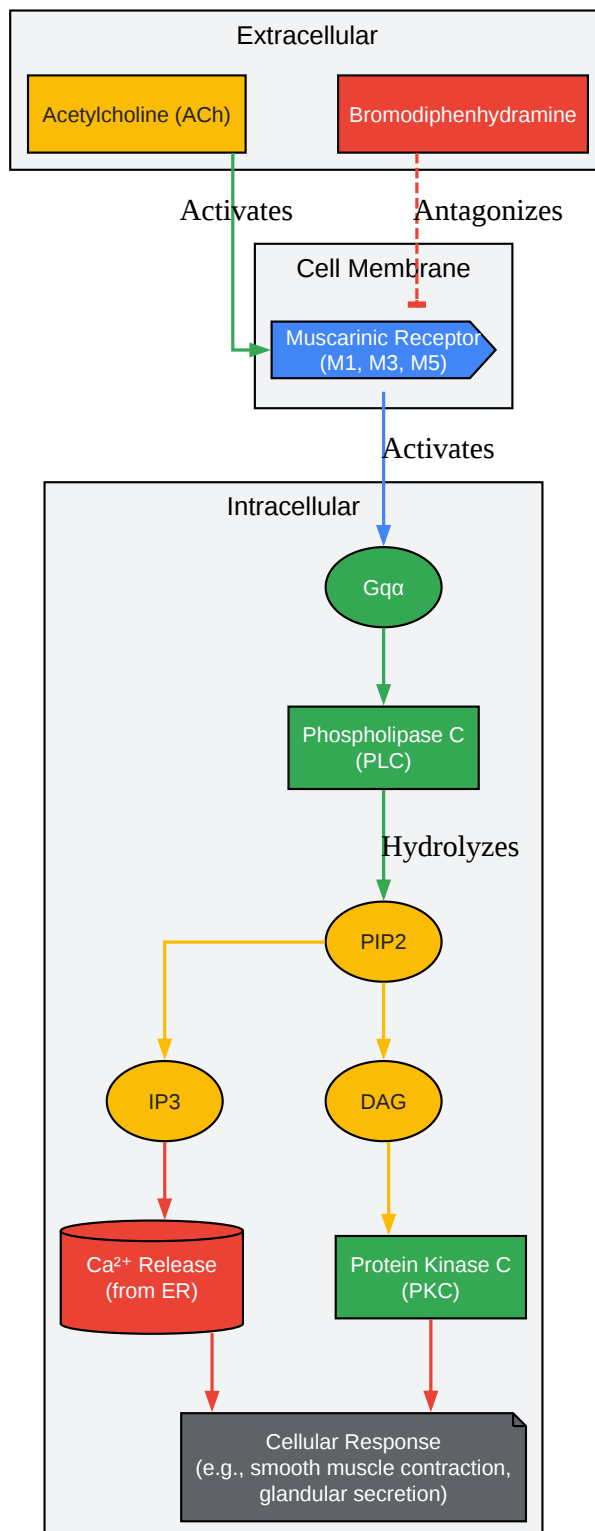 Extracellular
Acetylcholine (ACh)
Bromodiphenhydramine
Activates
Antagonizes
Cell Membrane
Muscarinic Receptor
(M1, M3, M5)
Activates
Intracellular
Gqα
Phospholipase C
(PLC)
Hydrolyzes
PIP2
IP3
DAG
Ca²⁺ Release
(from ER)
Protein Kinase C
(PKC)
Cellular Response
(e.g., smooth muscle contraction,
glandular secretion)